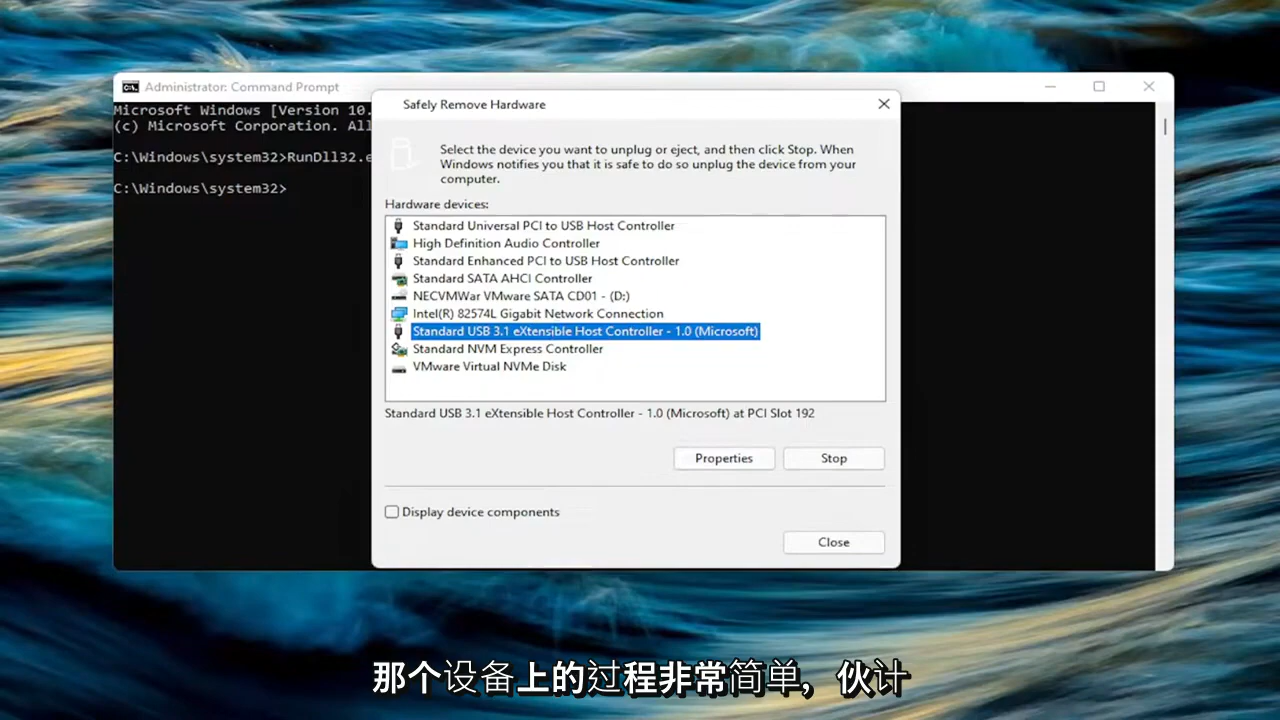 Administrator: Command Prompt
Microsoft Windows [Version 10.
(c) Microsoft Corporation. All
C:\Windows\system32>RunDll32.e
C:\Windows\system32>
Safely Remove Hardware
Select the device you want to unplug or eject, and then click Stop. When
Windows notifies you that it is safe to do so unplug the device from your
computer.
Hardware devices:
Standard Universal PCI to USB Host Controller
High Definition Audio Controller
Standard Enhanced PCI to USB Host Controller
Standard SATA AHCI Controller
NECVMWar VMware SATA CD01 - (D:)
Intel(R) 82574L Gigabit Network Connection
Standard USB 3.1 eXtensible Host Controller - 1.0 (Microsoft)
Standard NVM Express Controller
VMware Virtual NVMe Disk
Standard USB 3.1 eXtensible Host Controller - 1.0 (Microsoft) at PCI Slot 192
Properties
Stop
Display device components
Close
那个设备上的过程非常简单，伙计